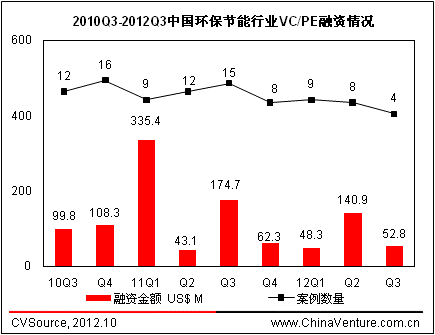 2010Q3-2012Q3中国环保节能行业VC/PE融资情况
600
400
200
0
12 16 9 12 15 8 9 8 4
99.8 108.3 335.4 43.1 174.7 62.3 48.3 140.9 52.8
10Q3 Q4 11Q1 Q2 Q3 Q4 12Q1 Q2 Q3
融资金额 US$ M 案例数量
CVSource, 2012.10 www.ChinaVenture.com.cn